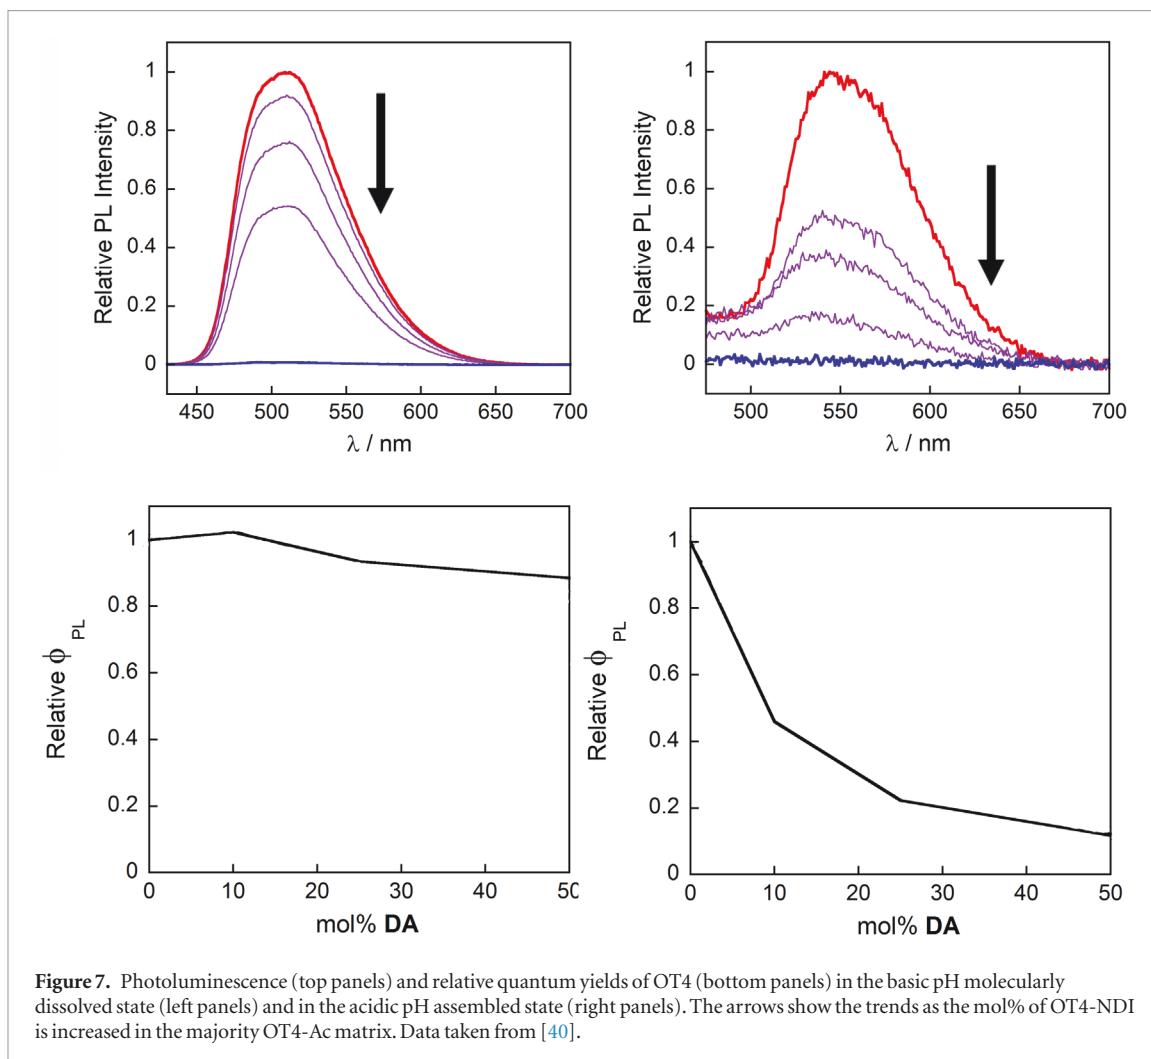 Relative PL Intensity
1
0.8
0.6
0.4
0.2
0
450 500 550 600 650 700
λ / nm
Relative PL Intensity
1
0.8
0.6
0.4
0.2
0
500 550 600 650 700
λ / nm
Relative ϕ PL
1
0.8
0.6
0.4
0.2
0
0 10 20 30 40 50
mol% DA
Relative ϕ PL
1
0.8
0.6
0.4
0.2
0
0 10 20 30 40 50
mol% DA
Figure 7. Photoluminescence (top panels) and relative quantum yields of OT4 (bottom panels) in the basic pH molecularly
dissolved state (left panels) and in the acidic pH assembled state (right panels). The arrows show the trends as the mol% of OT4-NDI
is increased in the majority OT4-Ac matrix. Data taken from [40].